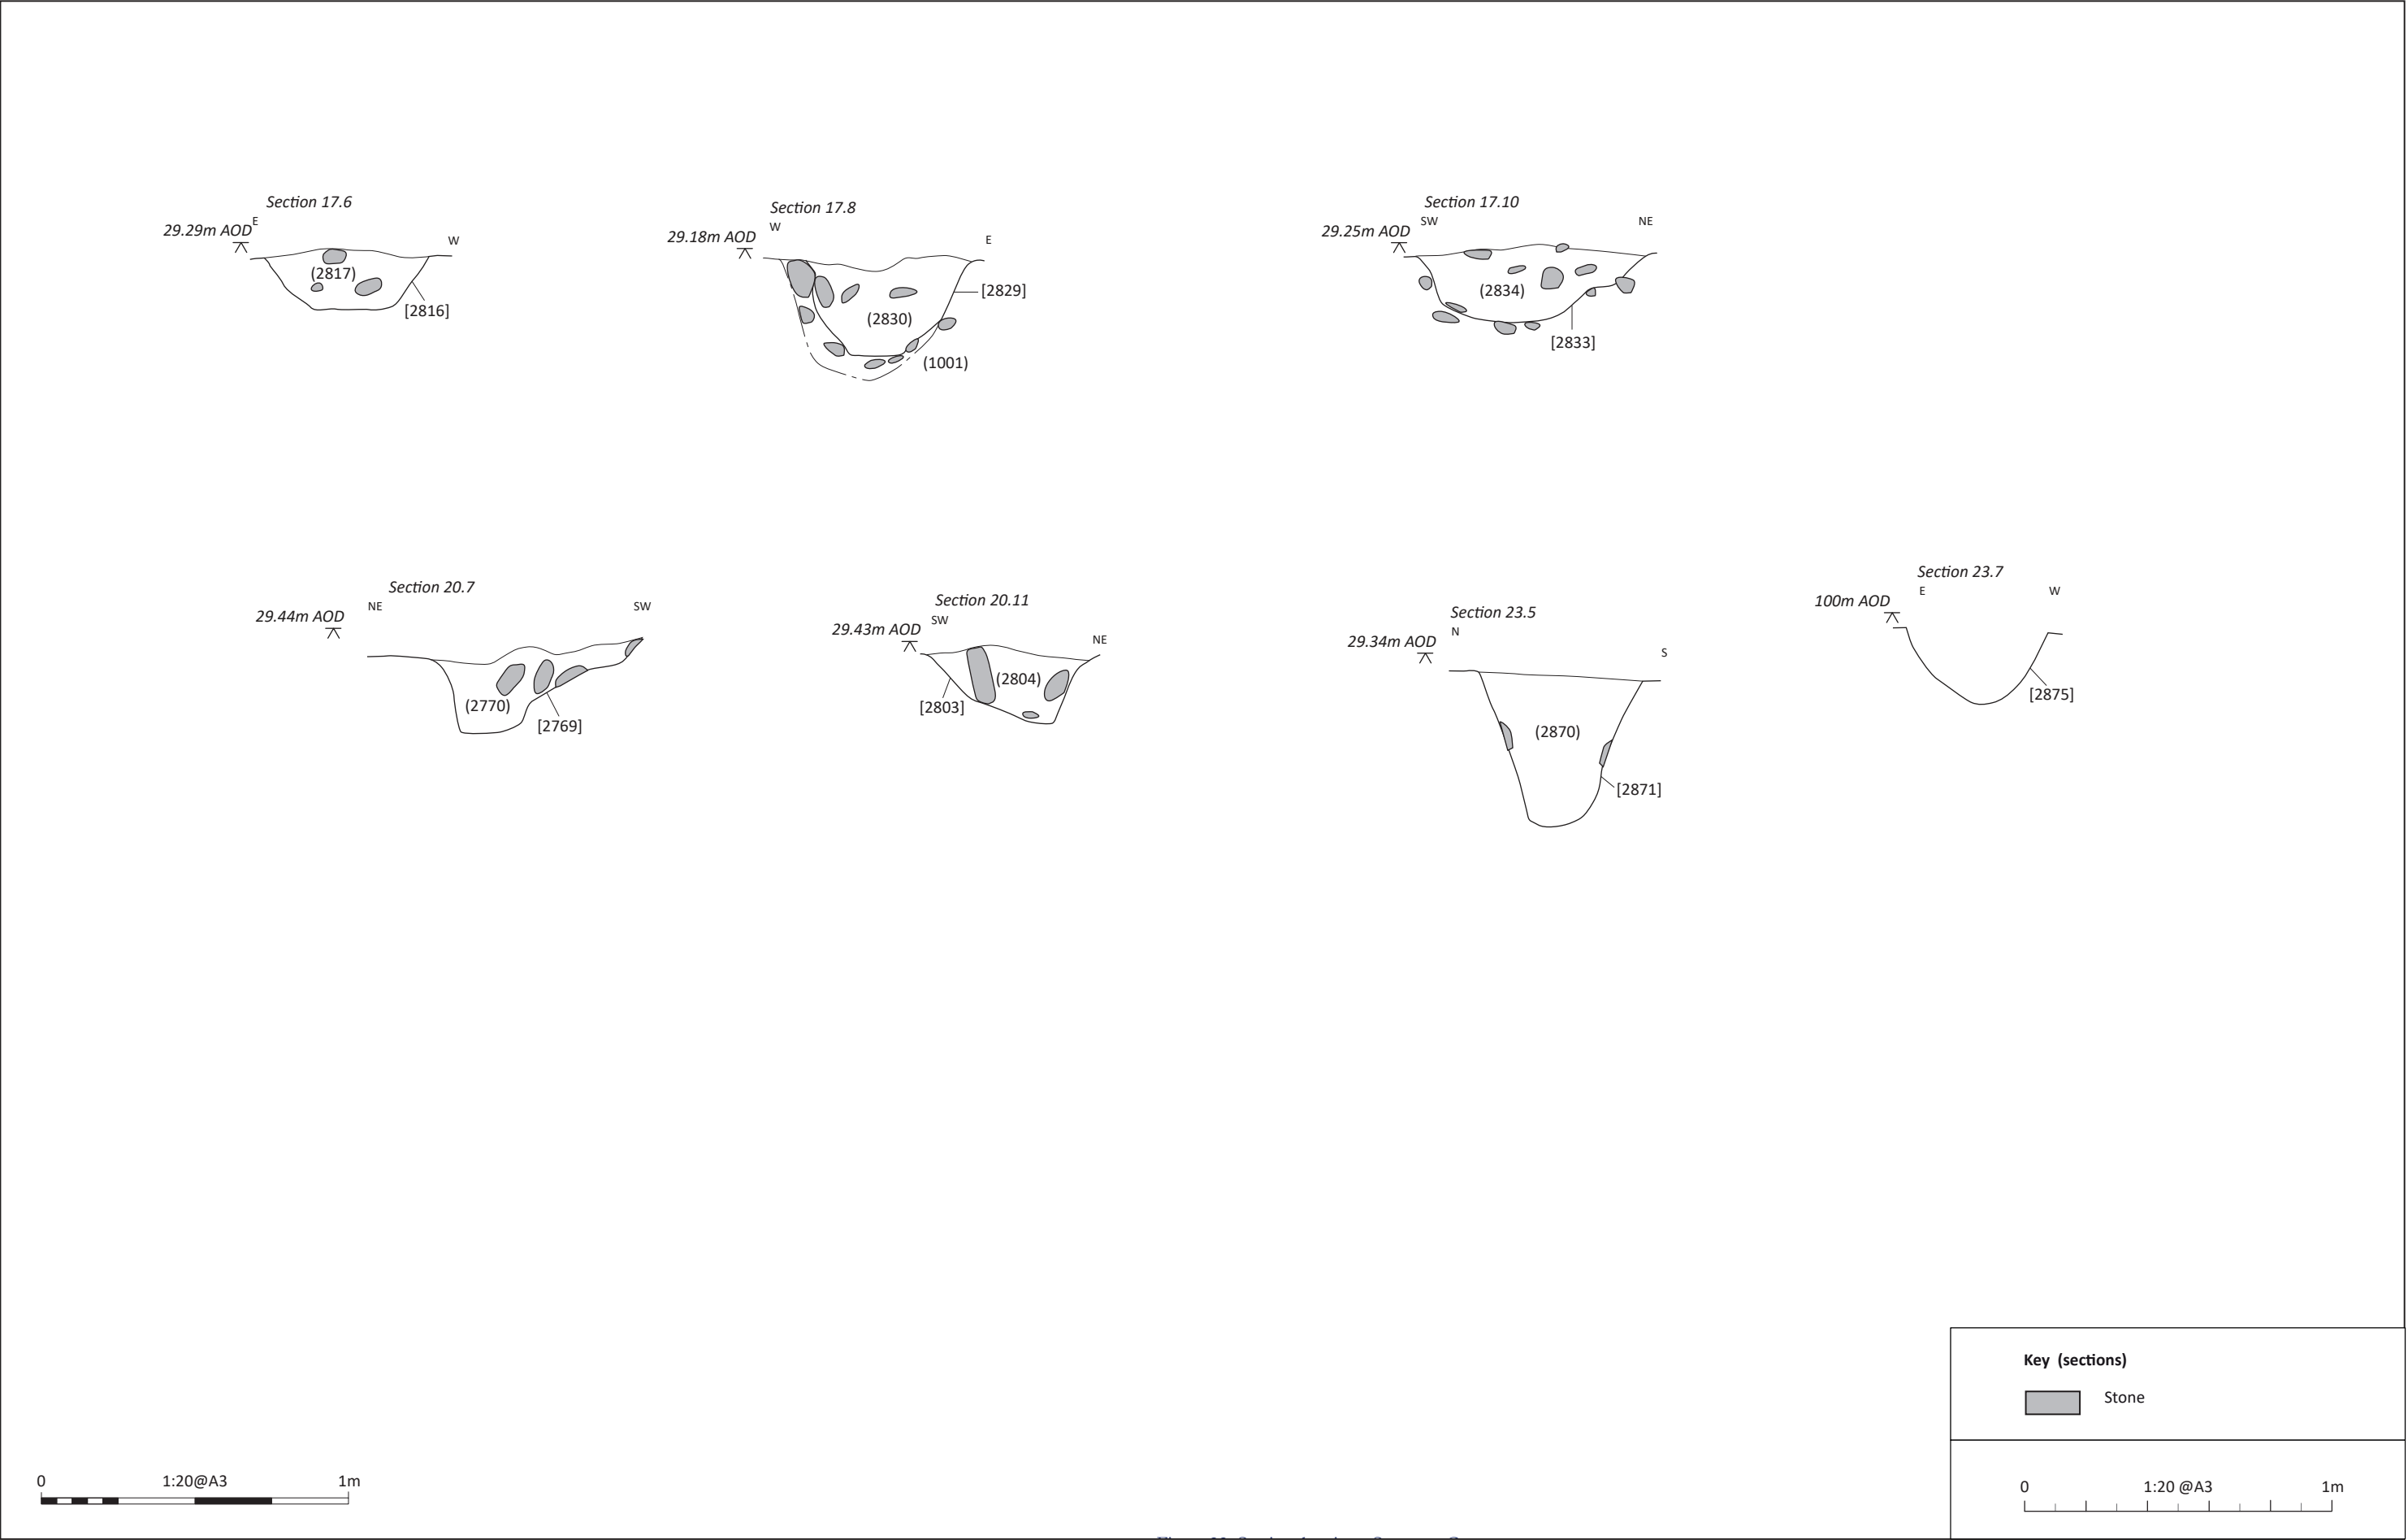 Section 17.6
E
29.29m AOD
W
(2817)
[2816]
Section 17.8
W
29.18m AOD
E
[2829]
(2830)
(1001)
Section 17.10
SW
NE
29.25m AOD
(2834)
[2833]
Section 20.7
NE
SW
29.44m AOD
(2770)
[2769]
Section 20.11
SW
29.43m AOD
NE
(2804)
[2803]
Section 23.5
N
29.34m AOD
S
(2870)
[2871]
Section 23.7
E
W
100m AOD
[2875]
Key (sections)
Stone
0 1:20@A3 1m
0 1:20 @A3 1m